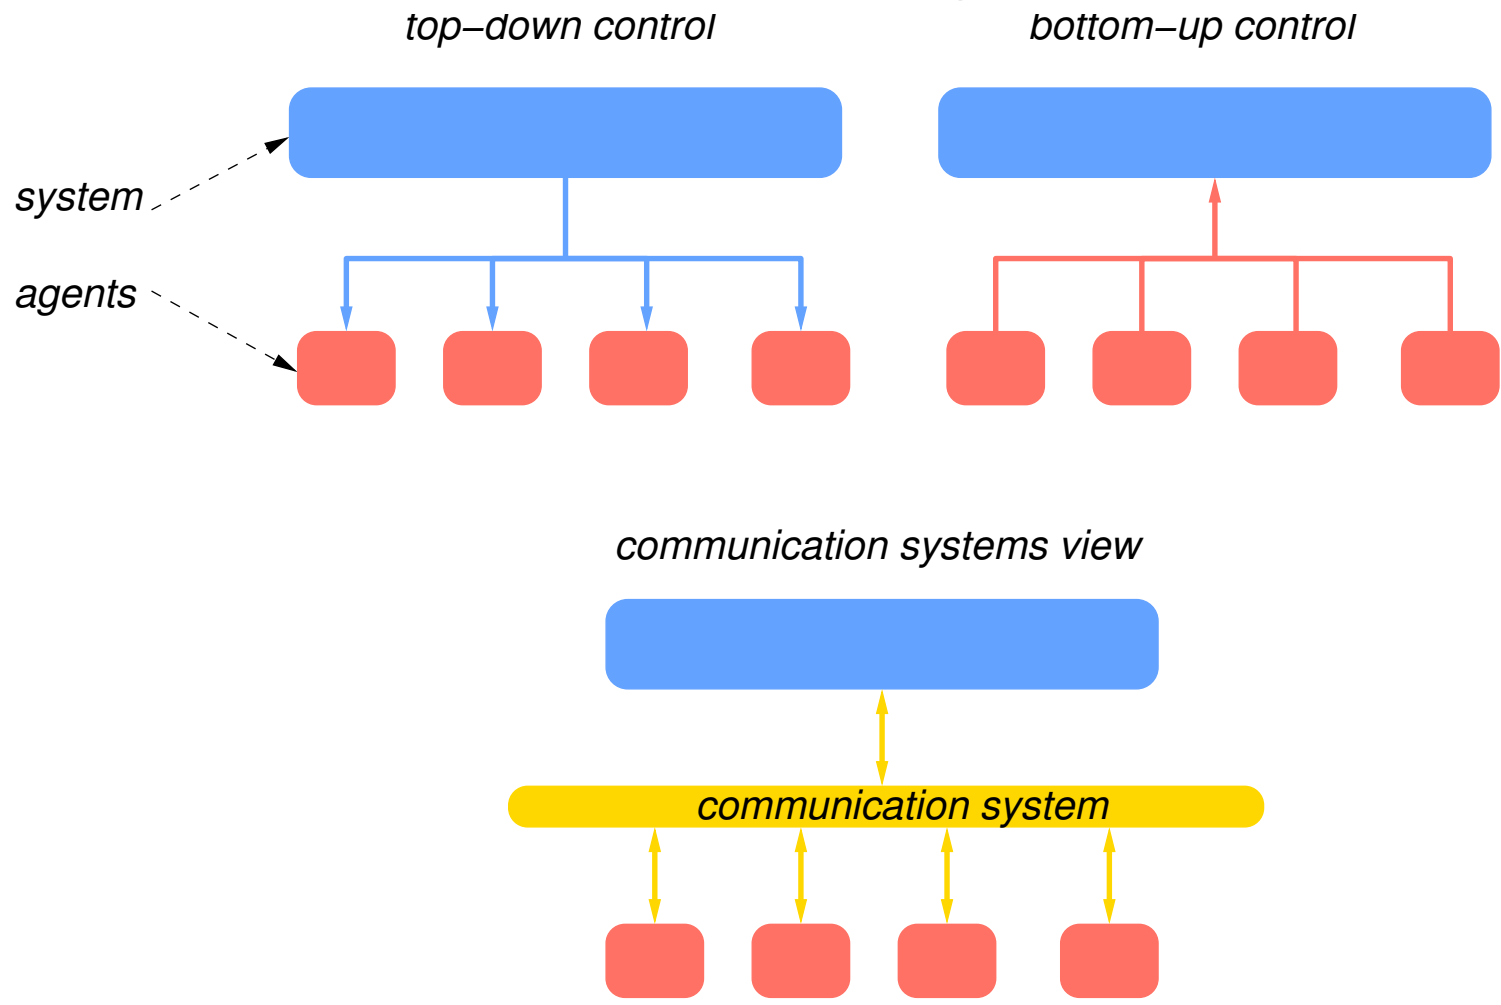 top–down control
bottom–up control
system
agents
communication systems view
communication system